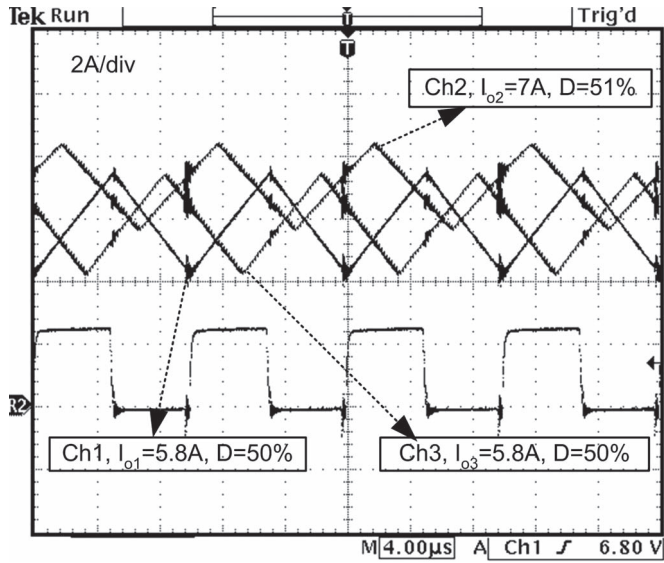 Tek Run Trig'd
T
T
2A/div
Ch2, Io2=7A, D=51%
R2
Ch1, Io1=5.8A, D=50%
Ch3, Io3=5.8A, D=50%
M 4.00µs A Ch1 ʃ 6.80 V